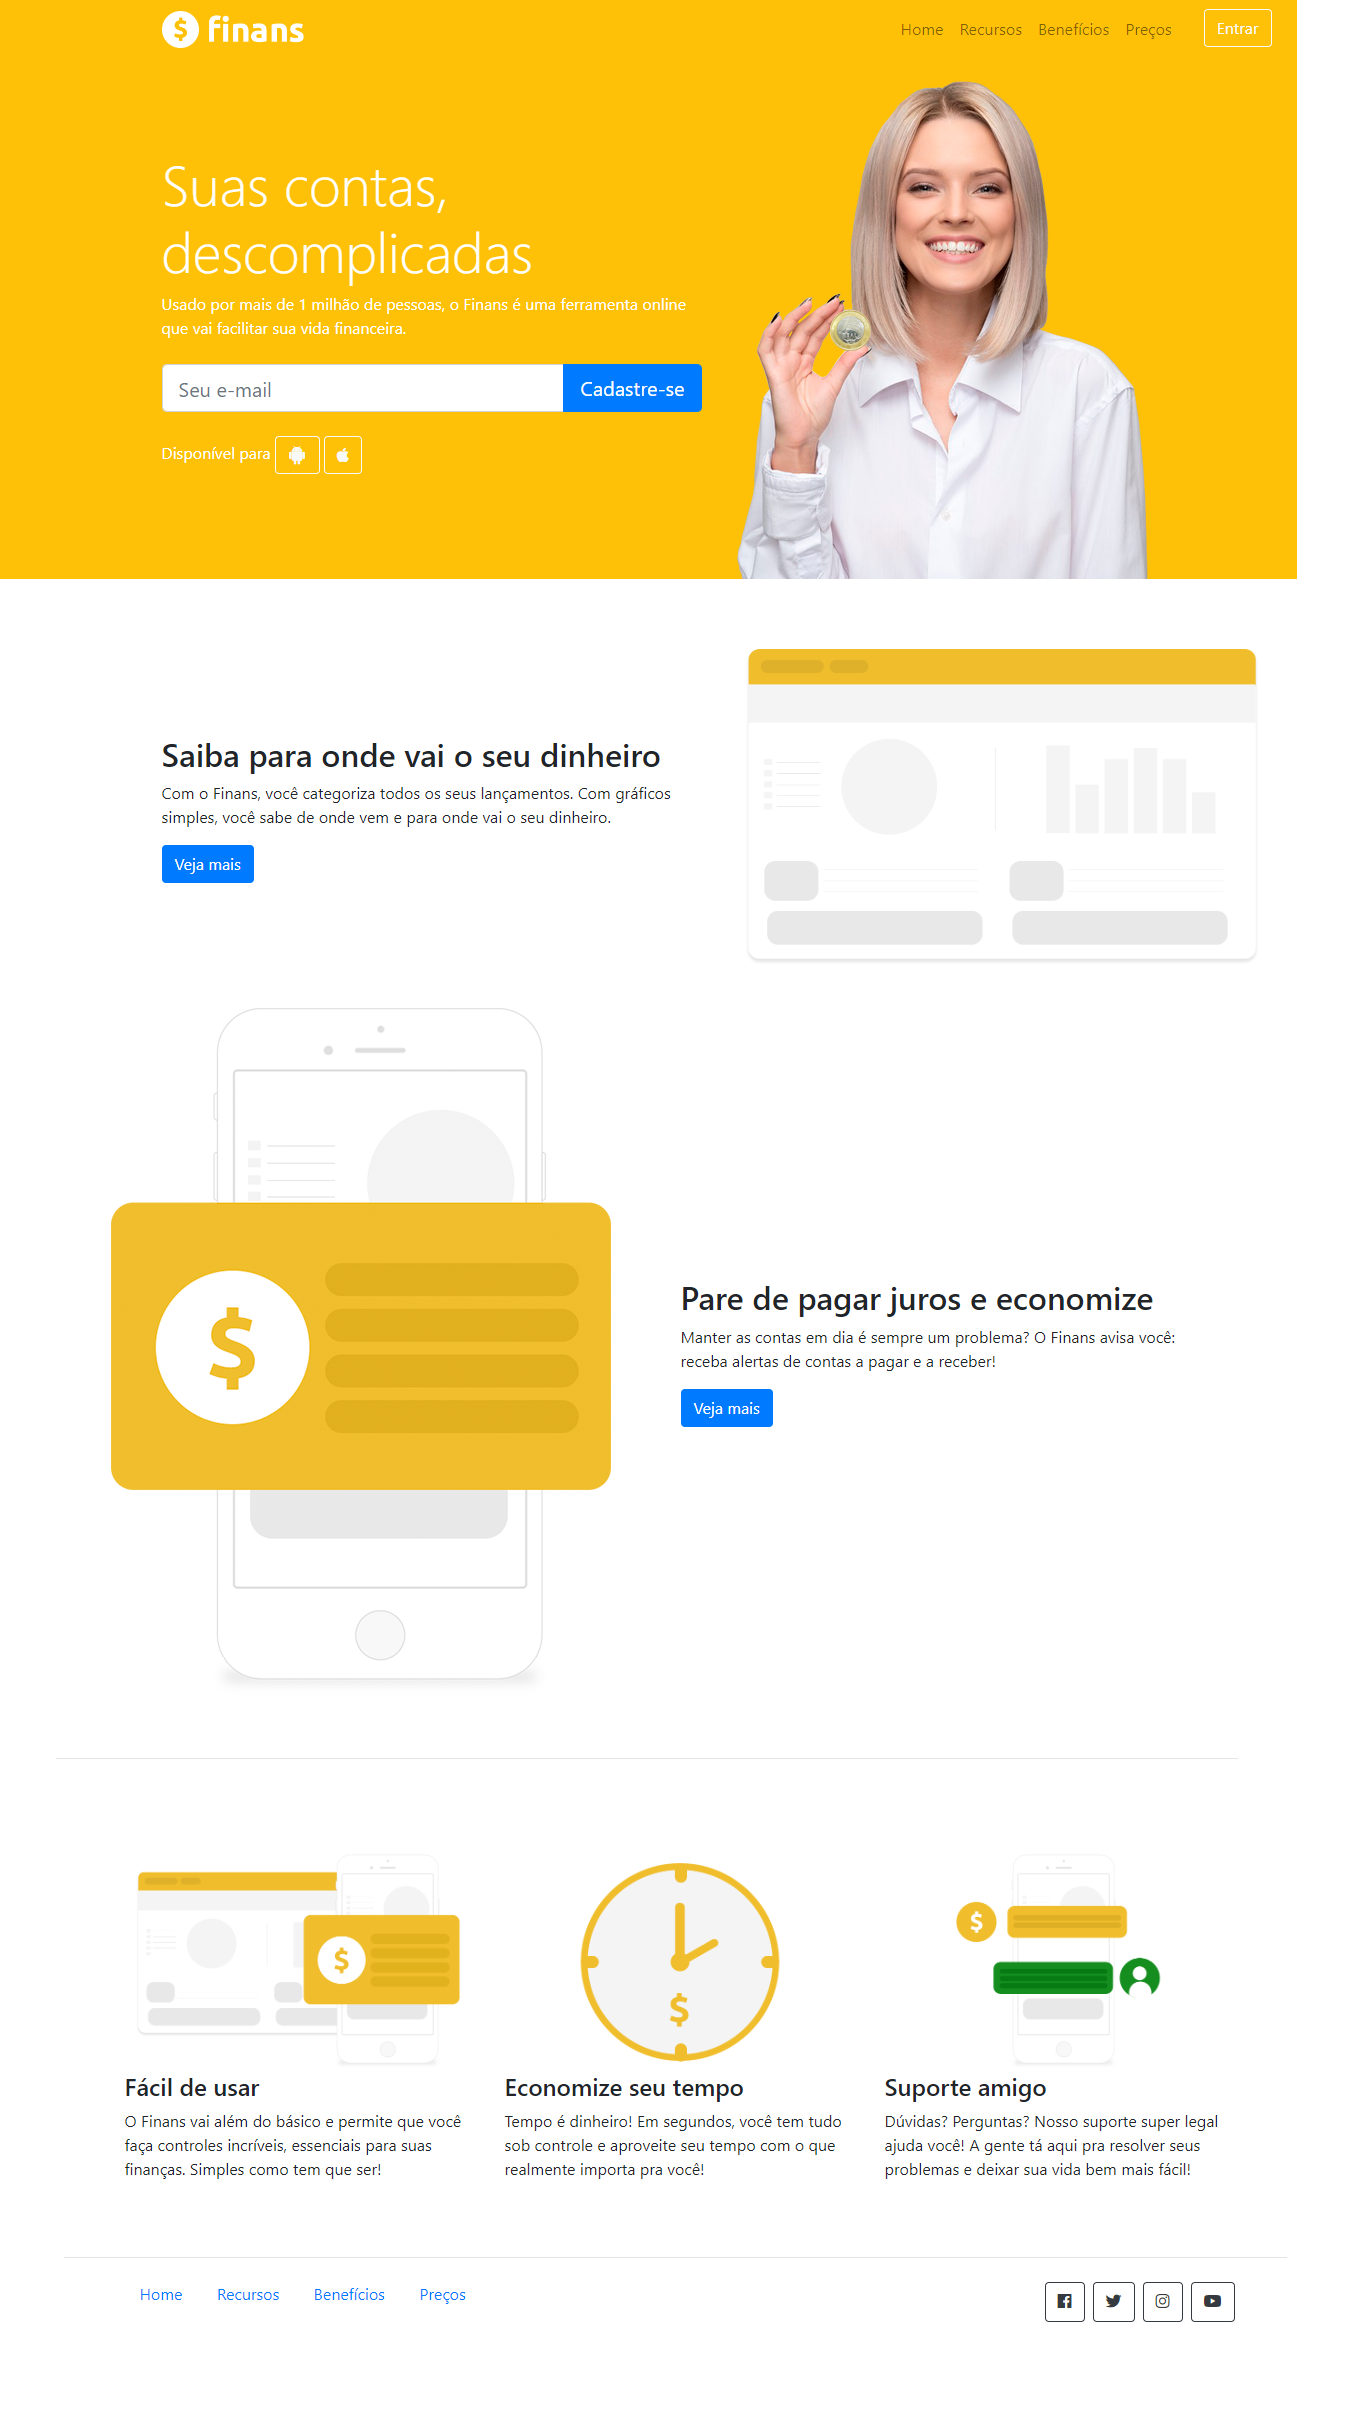 $ finans
Home Recursos Benefícios Preços Entrar
Suas contas,
descomplicadas
Usado por mais de 1 milhão de pessoas, o Finans é uma ferramenta online
que vai facilitar sua vida financeira.
Seu e-mail Cadastre-se
Disponível para
Saiba para onde vai o seu dinheiro
Com o Finans, você categoriza todos os seus lançamentos. Com gráficos
simples, você sabe de onde vem e para onde vai o seu dinheiro.
Veja mais
$
Pare de pagar juros e economize
Manter as contas em dia é sempre um problema? O Finans avisa você:
receba alertas de contas a pagar e a receber!
Veja mais
$
$
$
Fácil de usar
O Finans vai além do básico e permite que você
faça controles incríveis, essenciais para suas
finanças. Simples como tem que ser!
Economize seu tempo
Tempo é dinheiro! Em segundos, você tem tudo
sob controle e aproveite seu tempo com o que
realmente importa pra você!
Suporte amigo
Dúvidas? Perguntas? Nosso suporte super legal
ajuda você! A gente tá aqui pra resolver seus
problemas e deixar sua vida bem mais fácil!
Home Recursos Benefícios Preços